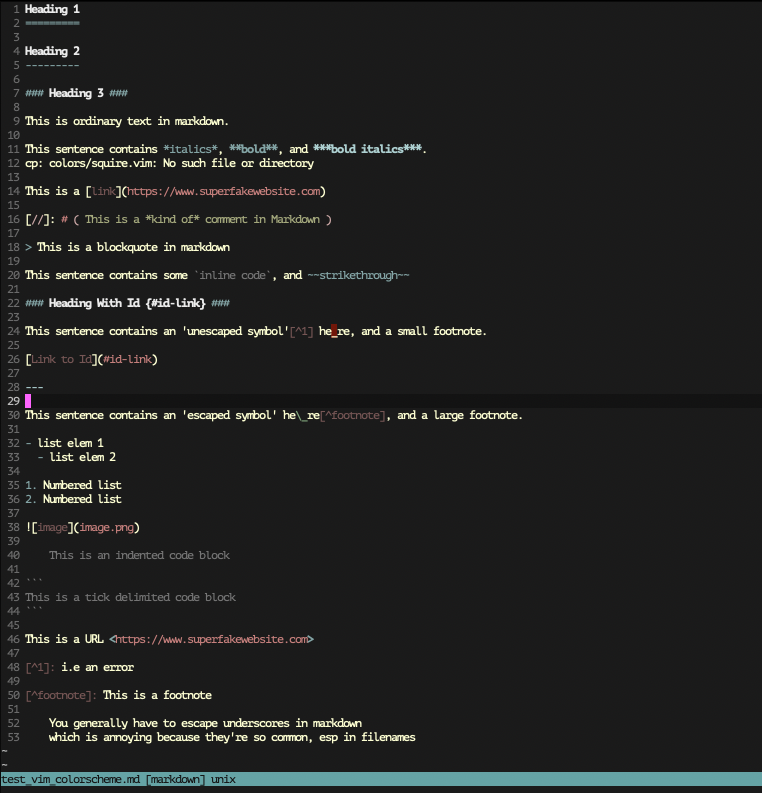 1 Heading 1
2 =========
3
4 Heading 2
5 ---------
6
7 ### Heading 3 ###
8
9 This is ordinary text in markdown.
10
11 This sentence contains *italics*, **bold**, and ***bold italics***.
12 cp: colors/squire.vim: No such file or directory
13
14 This is a [link](https://www.superfakewebsite.com)
15
16 [//]: # ( This is a *kind of* comment in Markdown )
17
18 > This is a blockquote in markdown
19
20 This sentence contains some `inline code`, and ~~strikethrough~~
21
22 ### Heading With Id {#id-link} ###
23
24 This sentence contains an 'unescaped symbol'[^1] he_re, and a small footnote.
25
26 [Link to Id](#id-link)
27
28 ---
29
30 This sentence contains an 'escaped symbol' he\_re[^footnote], and a large footnote.
31
32 - list elem 1
33   - list elem 2
34
35 1. Numbered list
36 2. Numbered list
37
38 ![image](image.png)
39
40     This is an indented code block
41
42 ```
43 This is a tick delimited code block
44 ```
45
46 This is a URL <https://www.superfakewebsite.com>
47
48 [^1]: i.e an error
49
50 [^footnote]: This is a footnote
51
52     You generally have to escape underscores in markdown
53     which is annoying because they're so common, esp in filenames
~
~
test_vim_colorscheme.md [markdown] unix